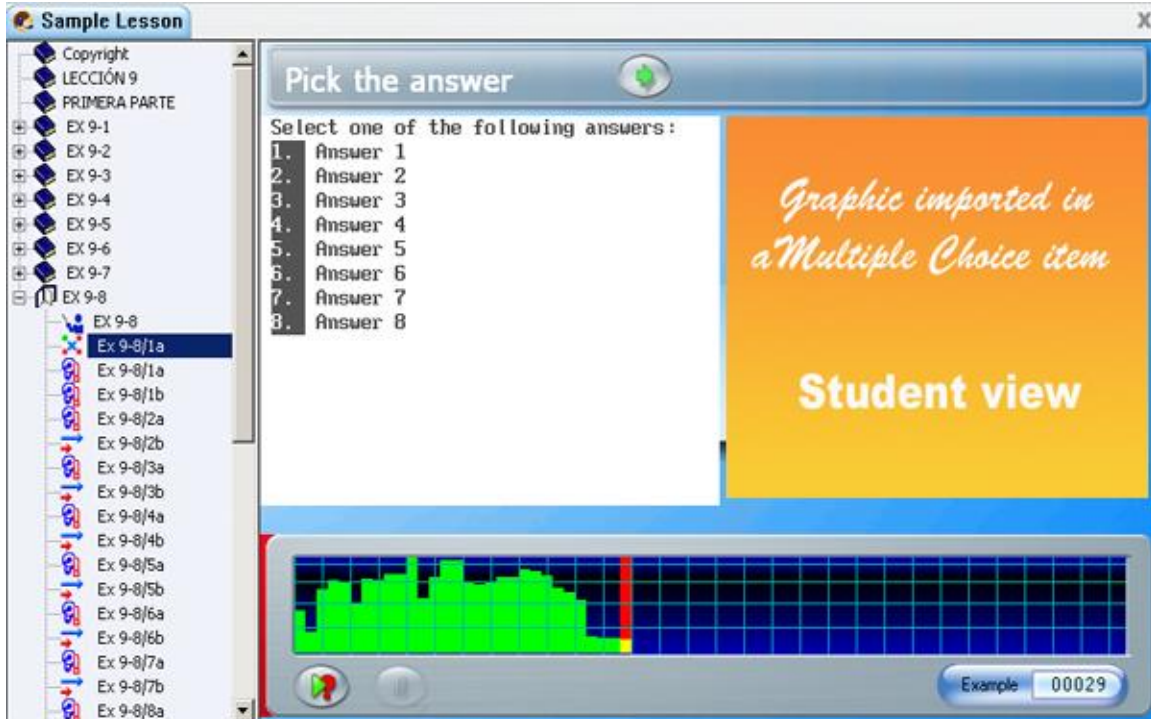 Sample Lesson
X
Copyright
LECCIÓN 9
PRIMERA PARTE
EX 9-1
EX 9-2
EX 9-3
EX 9-4
EX 9-5
EX 9-6
EX 9-7
EX 9-8
EX 9-8
Ex 9-8/1a
Ex 9-8/1a
Ex 9-8/1b
Ex 9-8/2a
Ex 9-8/2b
Ex 9-8/3a
Ex 9-8/3b
Ex 9-8/4a
Ex 9-8/4b
Ex 9-8/5a
Ex 9-8/5b
Ex 9-8/6a
Ex 9-8/6b
Ex 9-8/7a
Ex 9-8/7b
Ex 9-8/8a
Pick the answer
Select one of the following answers:
1. Answer 1
2. Answer 2
3. Answer 3
4. Answer 4
5. Answer 5
6. Answer 6
7. Answer 7
8. Answer 8
Graphic imported in
a Multiple Choice item
Student view
Example 00029